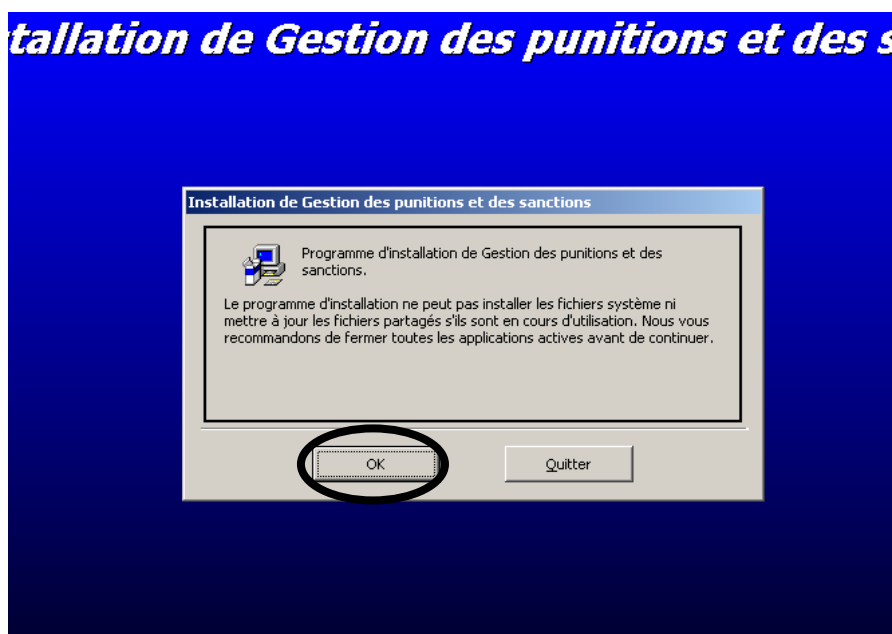 tallation de Gestion des punitions et des s
Installation de Gestion des punitions et des sanctions
Programme d'installation de Gestion des punitions et des
sanctions.
Le programme d'installation ne peut pas installer les fichiers système ni
mettre à jour les fichiers partagés s'ils sont en cours d'utilisation. Nous vous
recommandons de fermer toutes les applications actives avant de continuer.
OK
Quitter